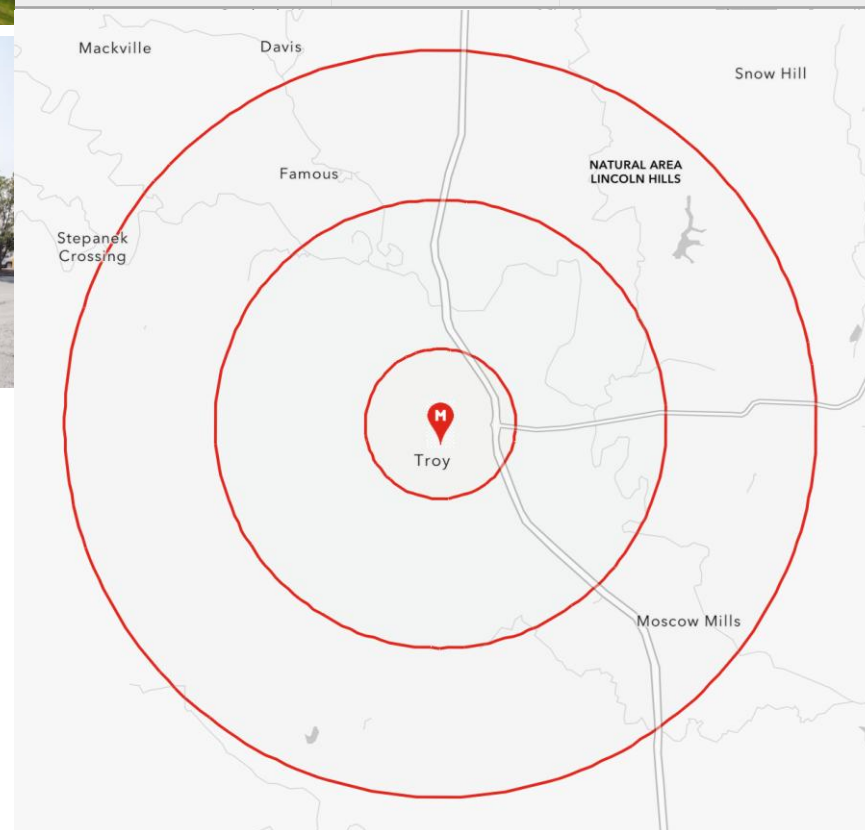 Mackville
Davis
Snow Hill
Famous
NATURAL AREA
LINCOLN HILLS
Stepanek
Crossing
M
Troy
Moscow Mills